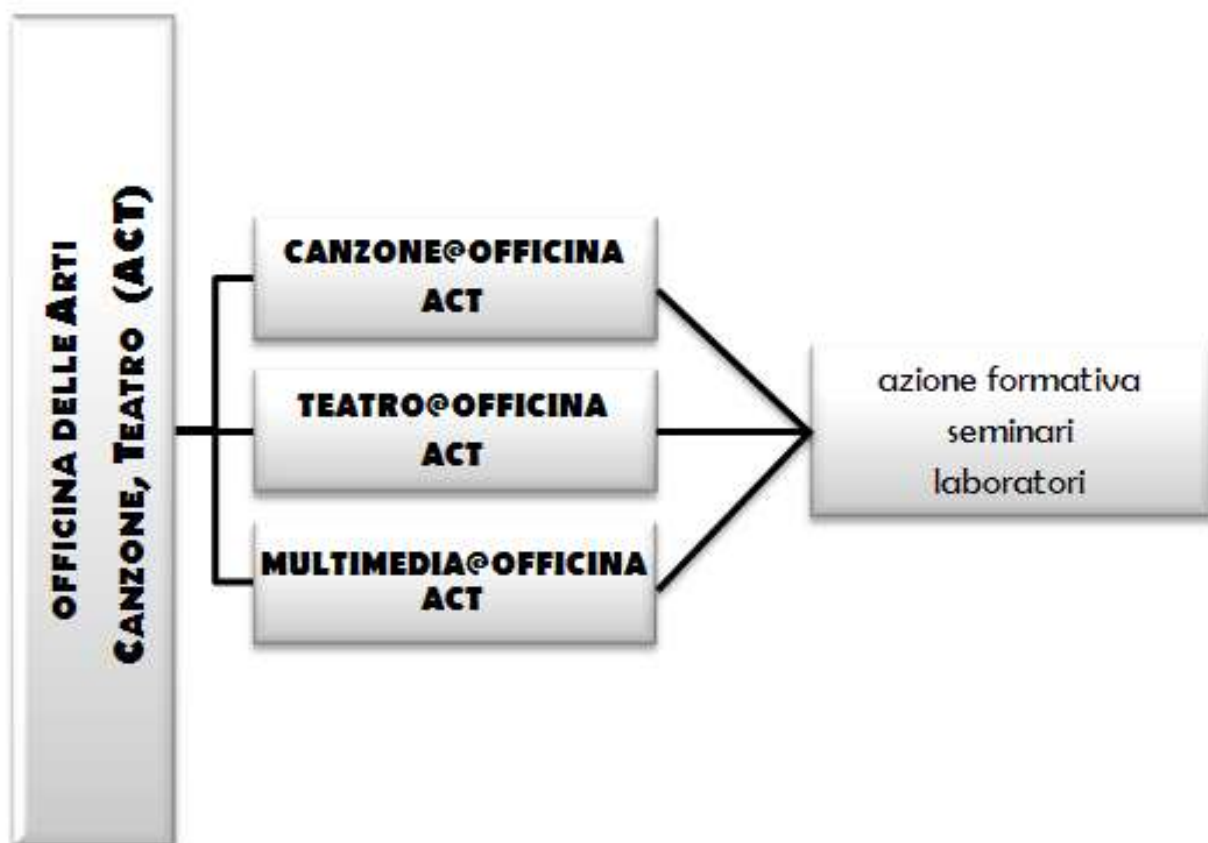 OFFICINA DELLE ARTI
CANZONE, TEATRO (ACT)
CANZONE@OFFICINA
ACT
TEATRO@OFFICINA
ACT
MULTIMEDIA@OFFICINA
ACT
azione formativa
seminari
laboratori